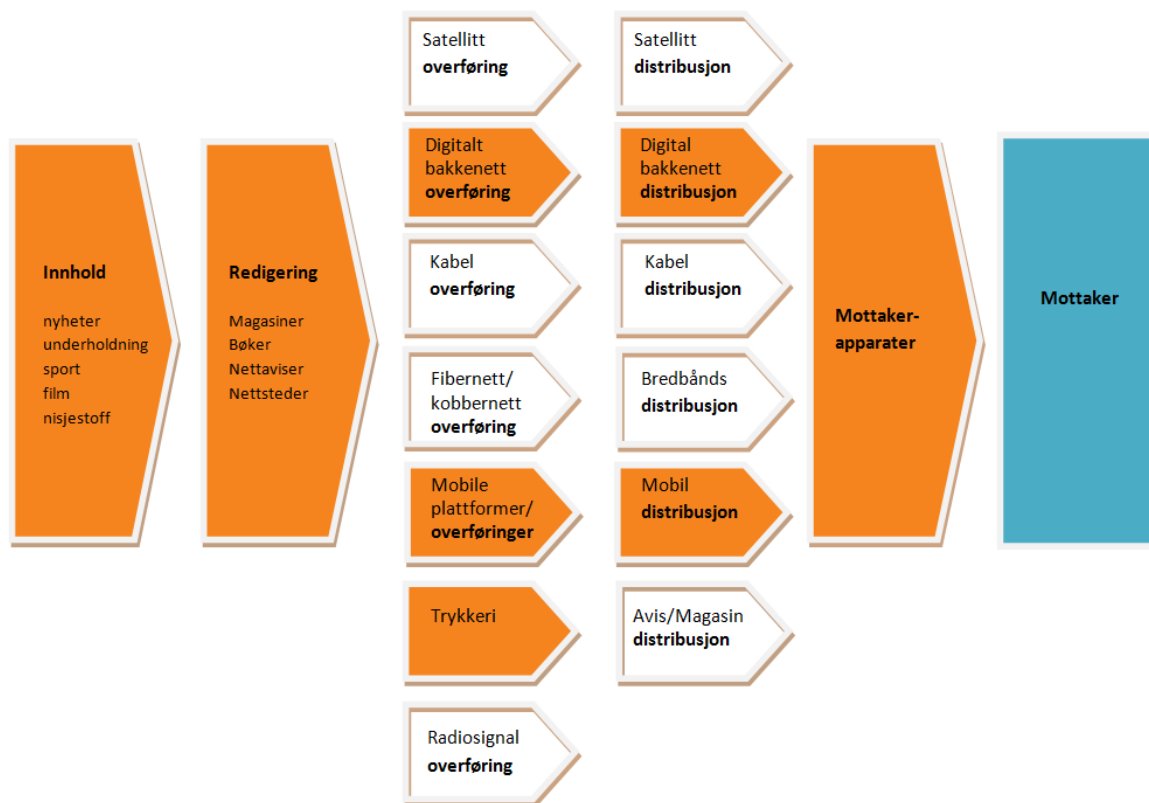 Innhold
nyheter
underholdning
sport
film
nisjestoff
Redigering
Magasiner
Bøker
Nettaviser
Nettsteder
Satellitt
overføring
Digitalt
bakkenett
overføring
Kabel
overføring
Fibernett/
kobbernett
overføring
Mobile
plattformer/
overføringer
Trykkeri
Radiosignal
overføring
Satellitt
distribusjon
Digital
bakkenett
distribusjon
Kabel
distribusjon
Bredbånds
distribusjon
Mobil
distribusjon
Avis/Magasin
distribusjon
Mottaker-
apparater
Mottaker